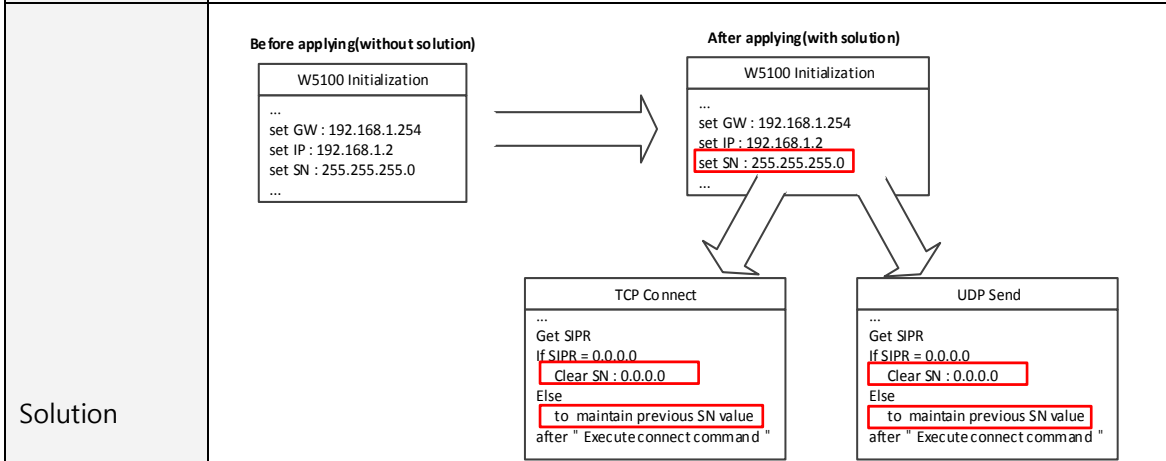 Before applying(without solution)
W5100 Initialization
...
set GW : 192.168.1.254
set IP : 192.168.1.2
set SN : 255.255.255.0
...
After applying(with solution)
W5100 Initialization
...
set GW : 192.168.1.254
set IP : 192.168.1.2
set SN : 255.255.255.0
...
TCP Connect
...
Get SIPR
If SIPR = 0.0.0.0
Clear SN : 0.0.0.0
Else
to maintain previous SN value
after " Execute connect command "
UDP Send
...
Get SIPR
If SIPR = 0.0.0.0
Clear SN : 0.0.0.0
Else
to maintain previous SN value
after " Execute connect command "
Solution